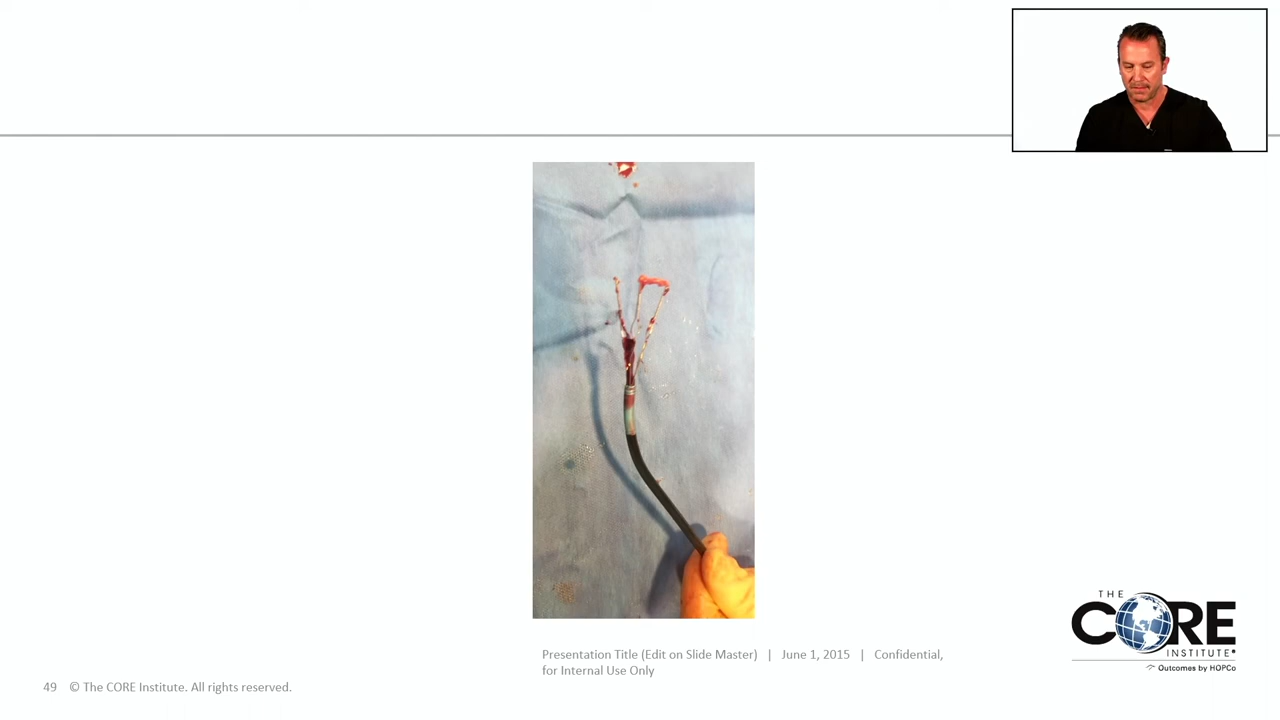 Presentation Title (Edit on Slide Master) | June 1, 2015 | Confidential,
for Internal Use Only
49 © The CORE Institute. All rights reserved.
THE
CORE
INSTITUTE®
Outcomes by HOPCo